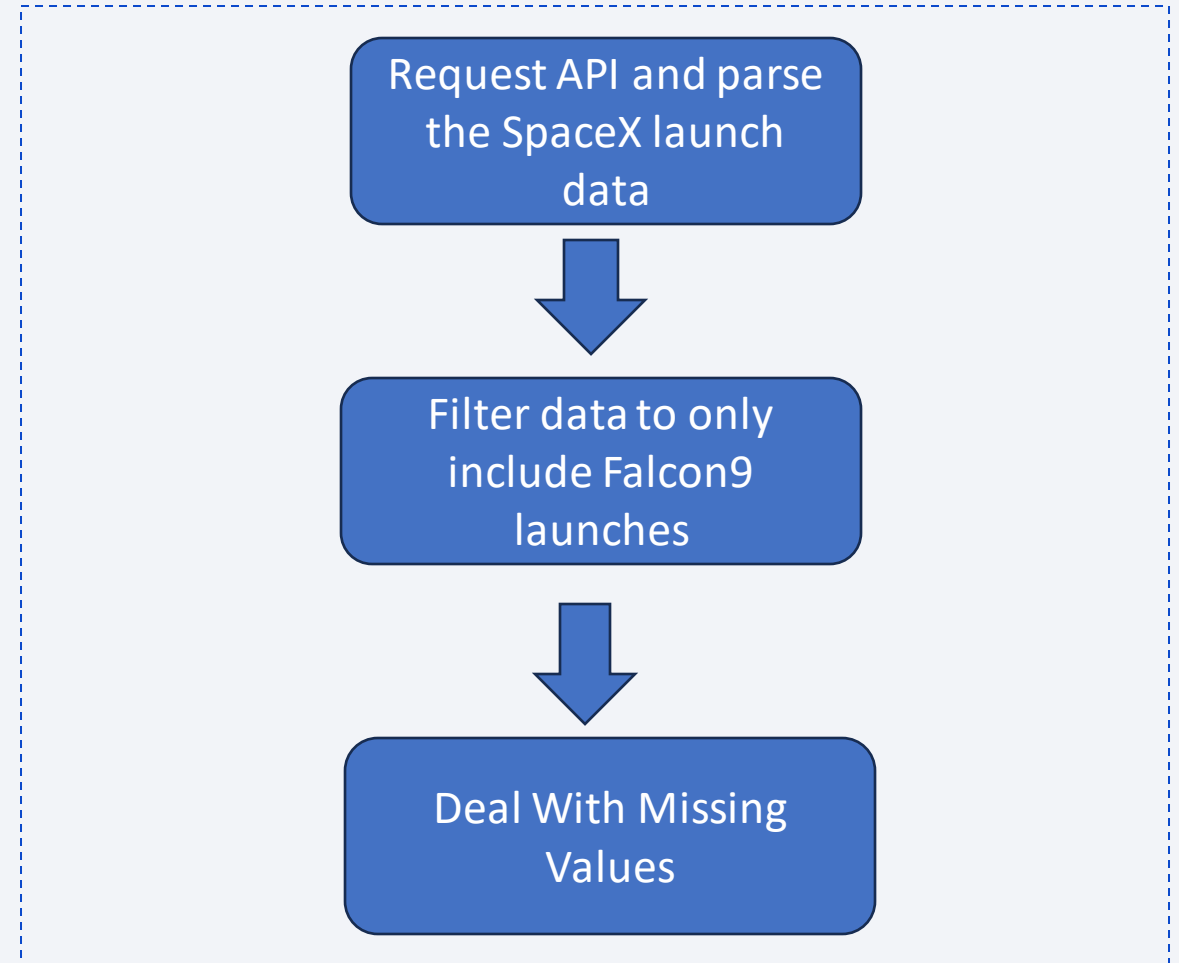 Request API and parse
the SpaceX launch
data
Filter data to only
include Falcon9
launches
Deal With Missing
Values